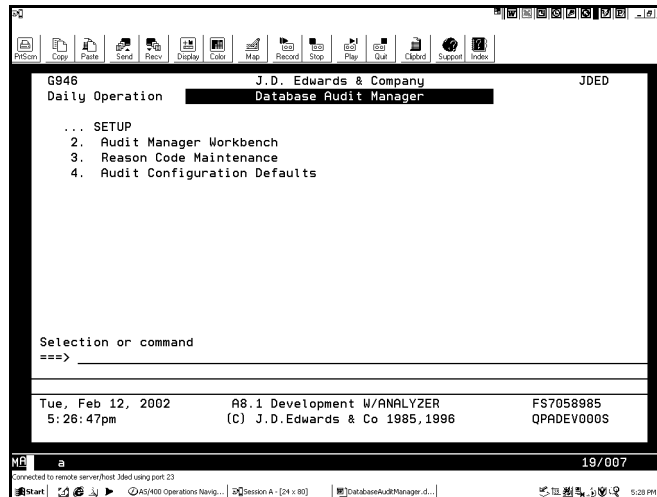 PrtScrn Copy Paste Send Recv Display Color Map Record Stop Play Quit Clipbrd Support Index
G946 J.D. Edwards & Company JDED
Daily Operation Database Audit Manager
... SETUP
2. Audit Manager Workbench
3. Reason Code Maintenance
4. Audit Configuration Defaults
Selection or command
===>
Tue, Feb 12, 2002 A8.1 Development W/ANALYZER FS7058985
5:26:47pm (C) J.D.Edwards & Co 1985,1996 QPADEV000S
MA a 19/007
Connected to remote server/host Jded using port 23
Start AS/400 Operations Navig... Session A - [24 x 80] DatabaseAuditManager.d... 5:28 PM